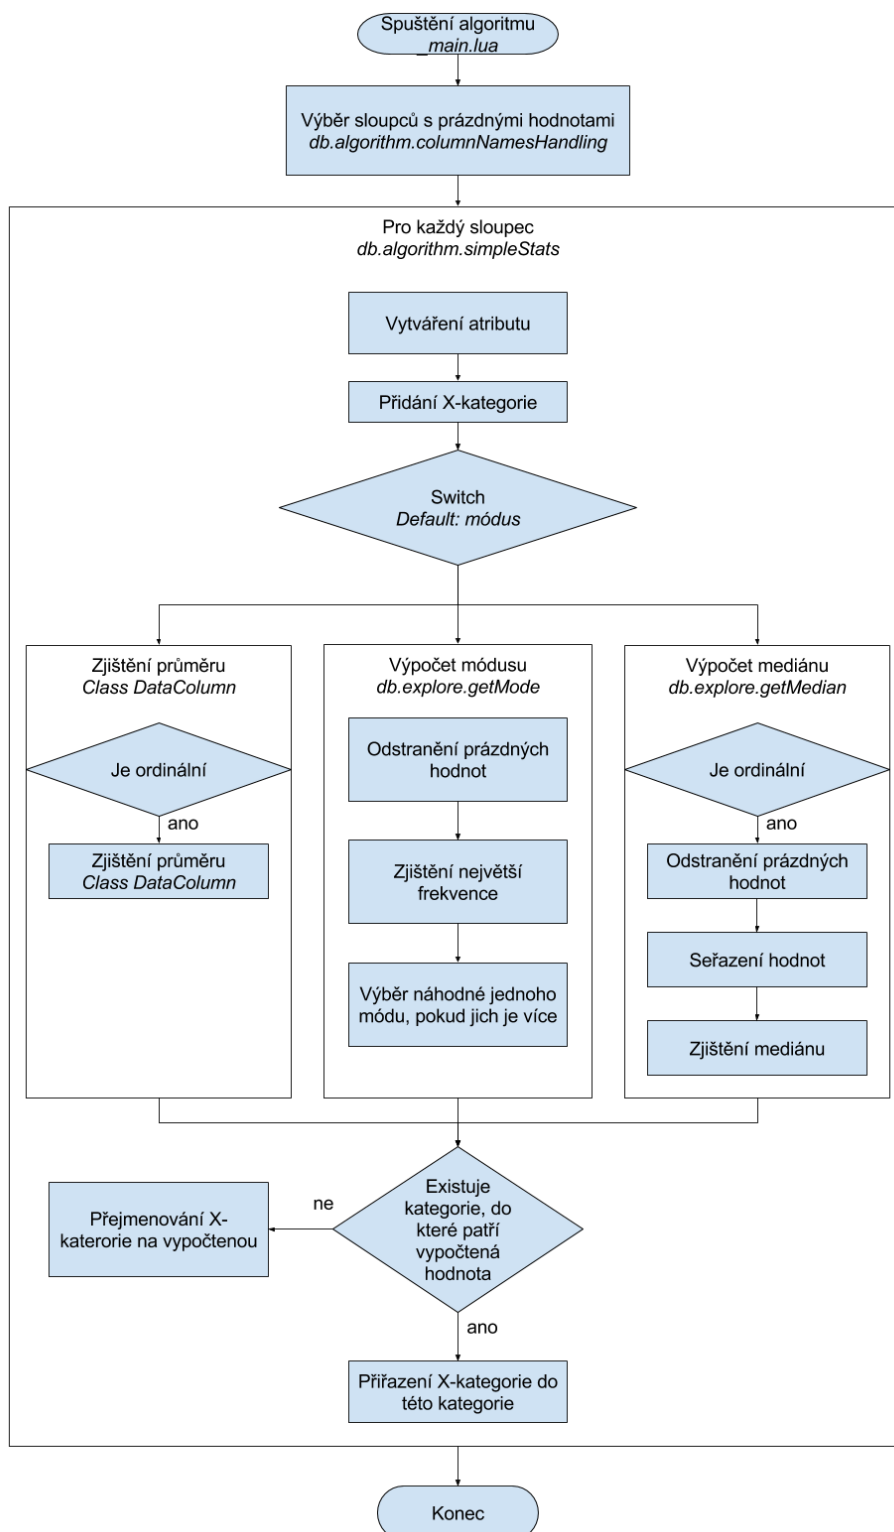 Spuštění algoritmu
_main.lua
Výběr sloupců s prázdnými hodnotami
db.algorithm.columnNamesHandling
Pro každý sloupec
db.algorithm.simpleStats
Vytváření atributu
Přidání X-kategorie
Switch
Default: módus
Zjištění průměru
Class DataColumn
Je ordinální
ano
Zjištění průměru
Class DataColumn
Výpočet módusu
db.explore.getMode
Odstranění prázdných
hodnot
Zjištění největší
frekvence
Výběr náhodné jednoho
módu, pokud jich je více
Výpočet mediánu
db.explore.getMedian
Je ordinální
ano
Odstranění prázdných
hodnot
Seřazení hodnot
Zjištění mediánu
Existuje
kategorie, do
které patří
vypočtená
hodnota
ne
Přejmenování X-
katerorie na vypočtenou
ano
Přiřazení X-kategorie do
této kategorie
Konec